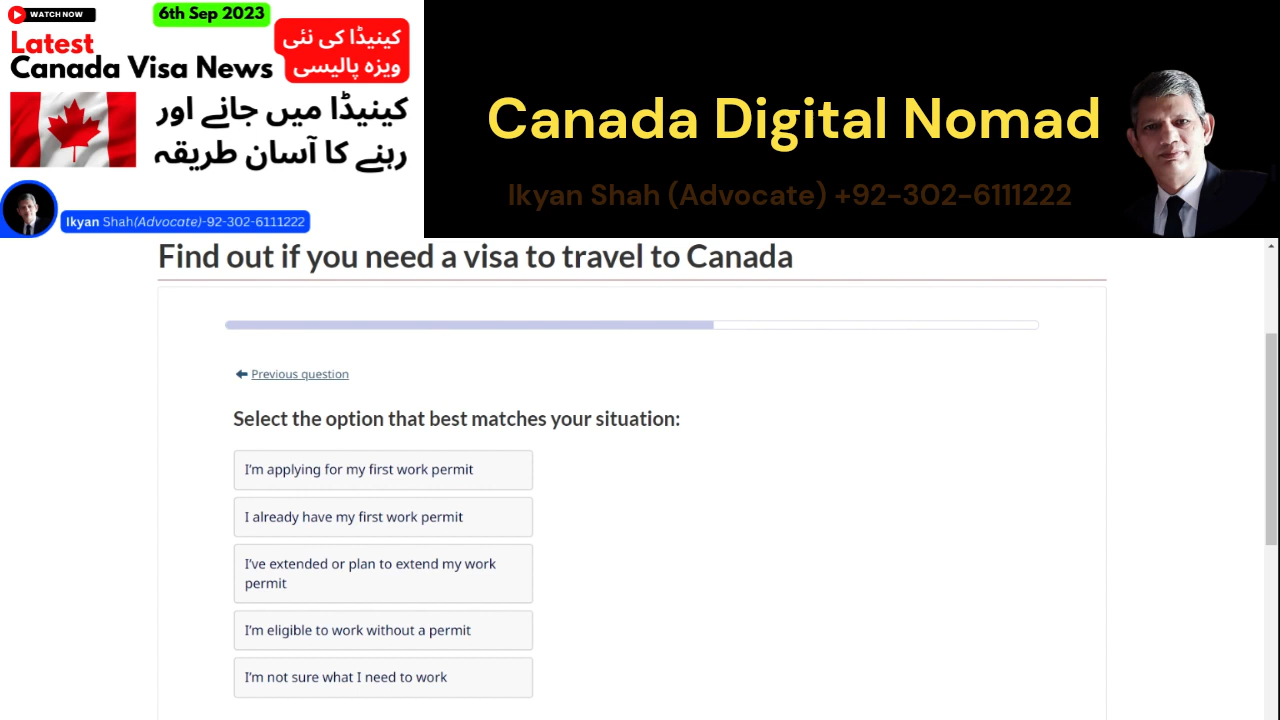 WATCH NOW
6th Sep 2023
Latest
Canada Visa News
کینیڈا کی نئی
ویزہ پالیسی
کینیڈا میں جانے اور
رہنے کا آسان طریقہ
Ikyan Shah(Advocate)-92-302-6111222
Canada Digital Nomad
Ikyan Shah (Advocate) +92-302-6111222
Find out if you need a visa to travel to Canada
Previous question
Select the option that best matches your situation:
I'm applying for my first work permit
I already have my first work permit
I've extended or plan to extend my work
permit
I'm eligible to work without a permit
I'm not sure what I need to work